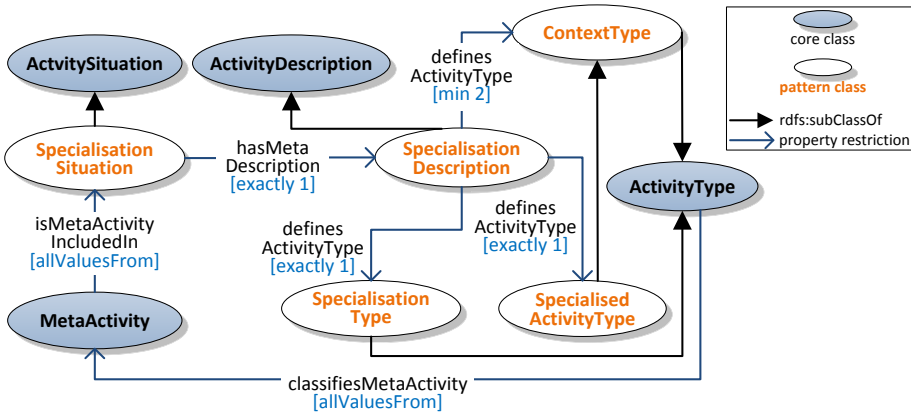 ActvitySituation
ActivityDescription
defines
ActivityType
[min 2]
ContextType
core class
pattern class
rdfs:subClassOf
property restriction
Specialisation
Situation
hasMeta
Description
[exactly 1]
Specialisation
Description
ActivityType
isMetaActivity
IncludedIn
[allValuesFrom]
defines
ActivityType
[exactly 1]
defines
ActivityType
[exactly 1]
MetaActivity
Specialisation
Type
Specialised
ActivityType
classifiesMetaActivity
[allValuesFrom]